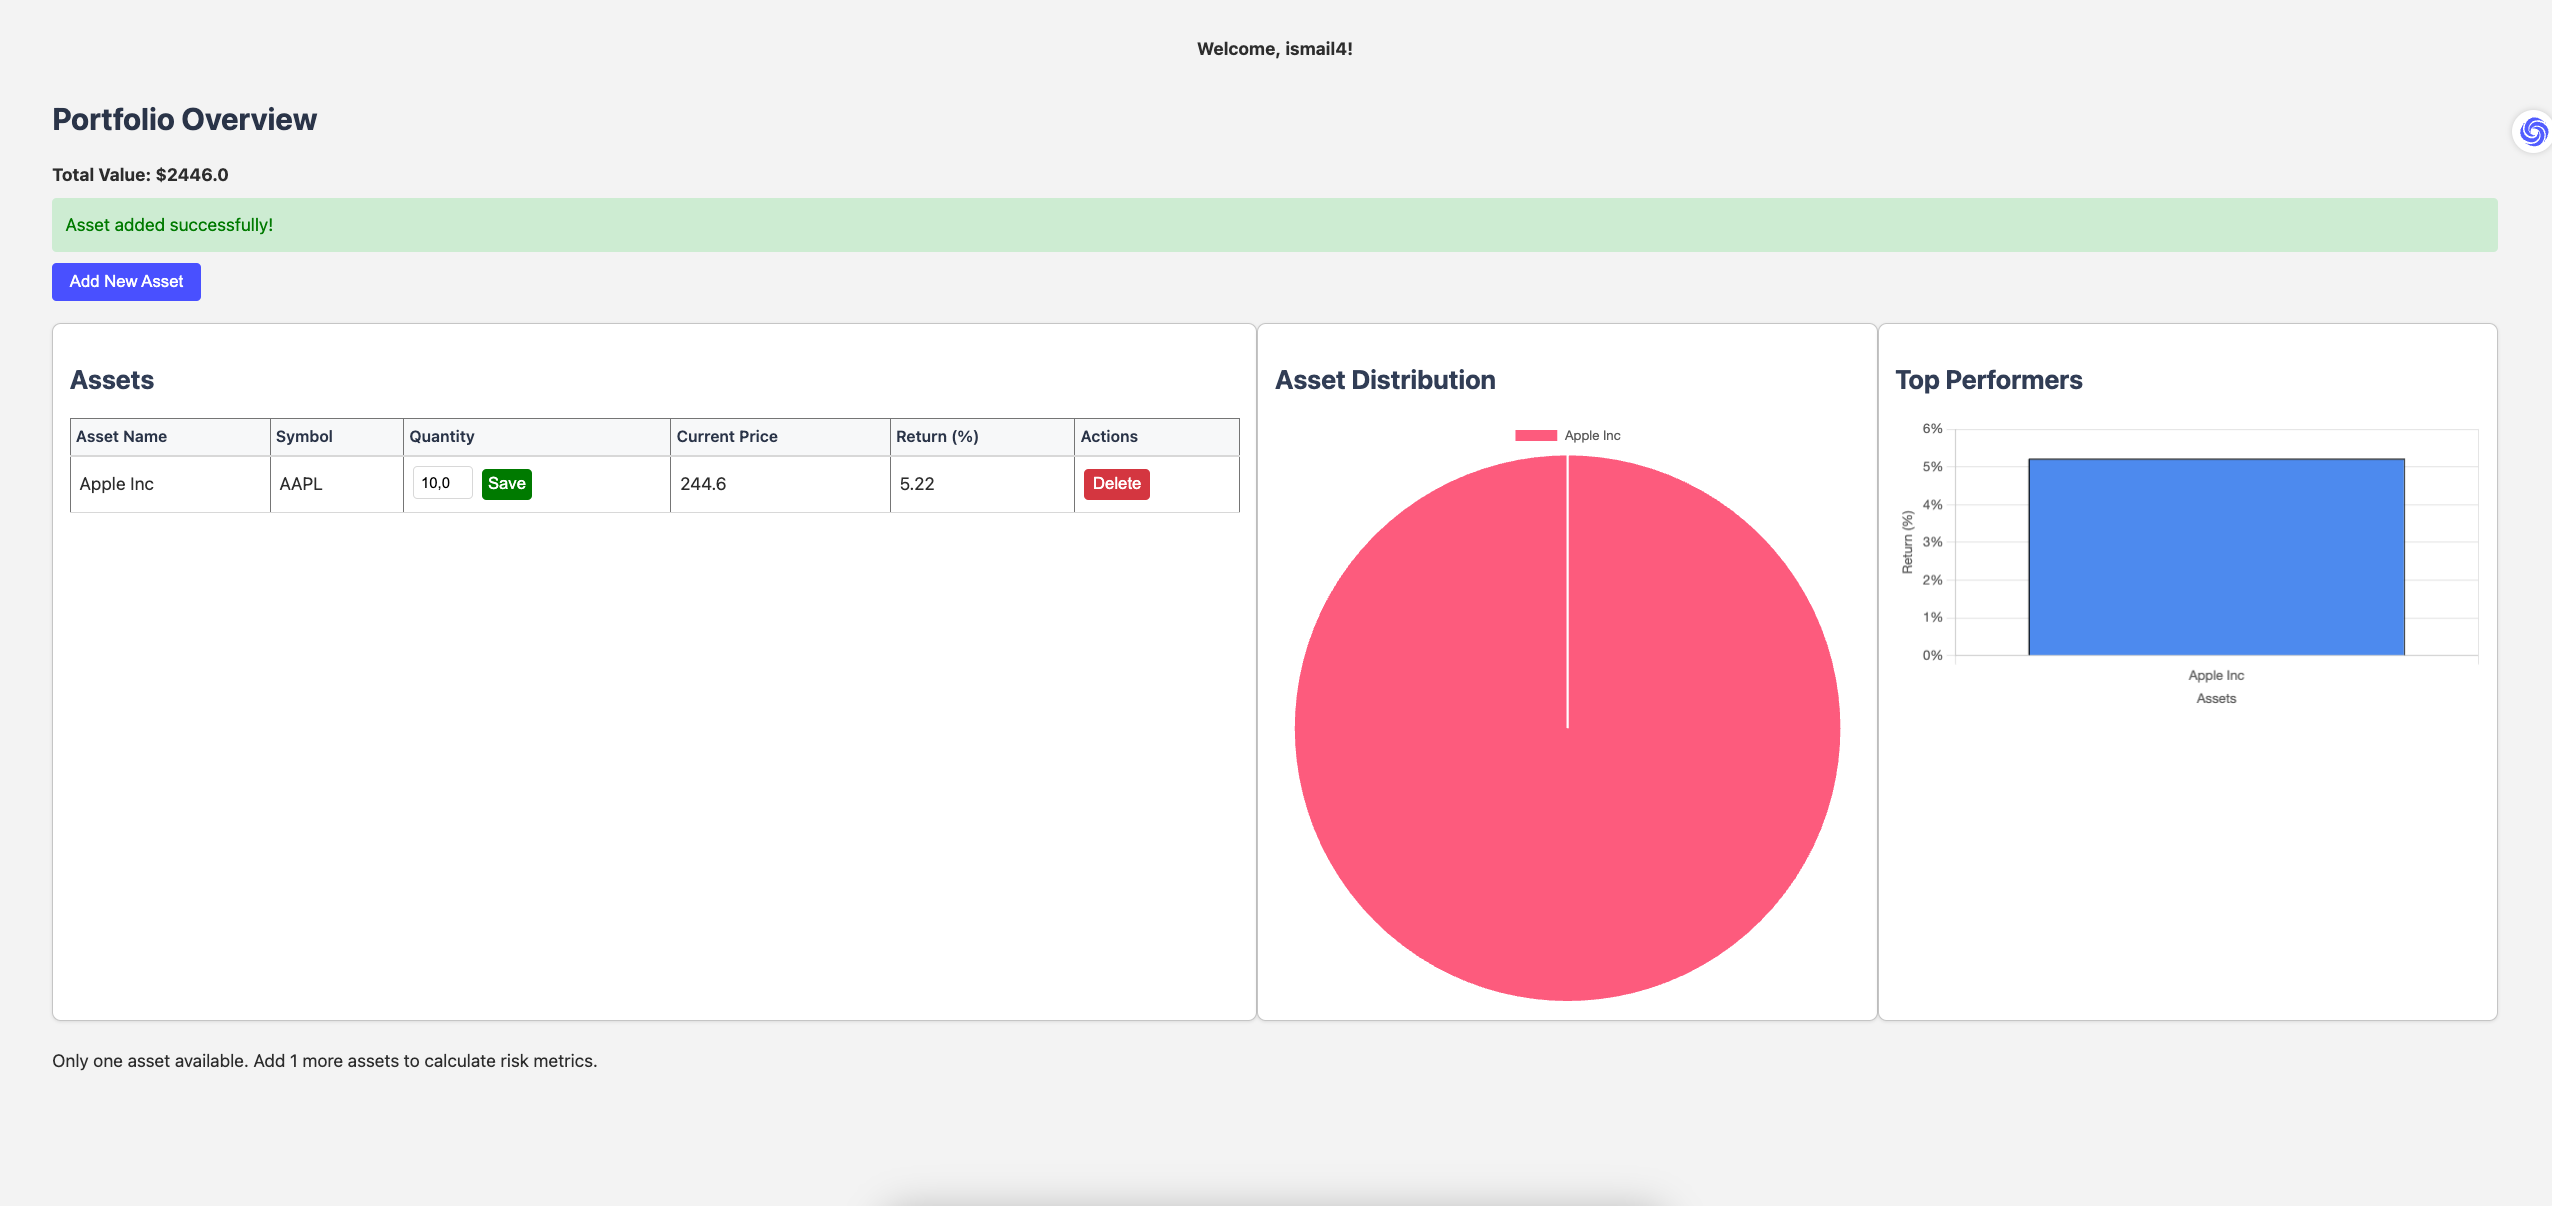 Welcome, ismail4!
Portfolio Overview
Total Value: $2446.0
Asset added successfully!
Add New Asset
Assets
Asset Name Symbol Quantity Current Price Return (%) Actions
Apple Inc AAPL 10,0 Save 244.6 5.22 Delete
Asset Distribution
Apple Inc
Top Performers
6%
5%
4%
3%
2%
1%
0%
Return (%)
Apple Inc
Assets
Only one asset available. Add 1 more assets to calculate risk metrics.